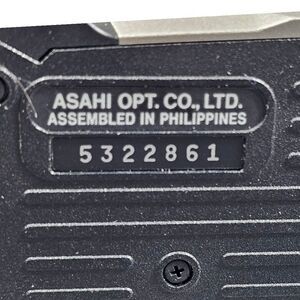 ASAHI OPT. CO., LTD.
ASSEMBLED IN PHILIPPINES
5322861